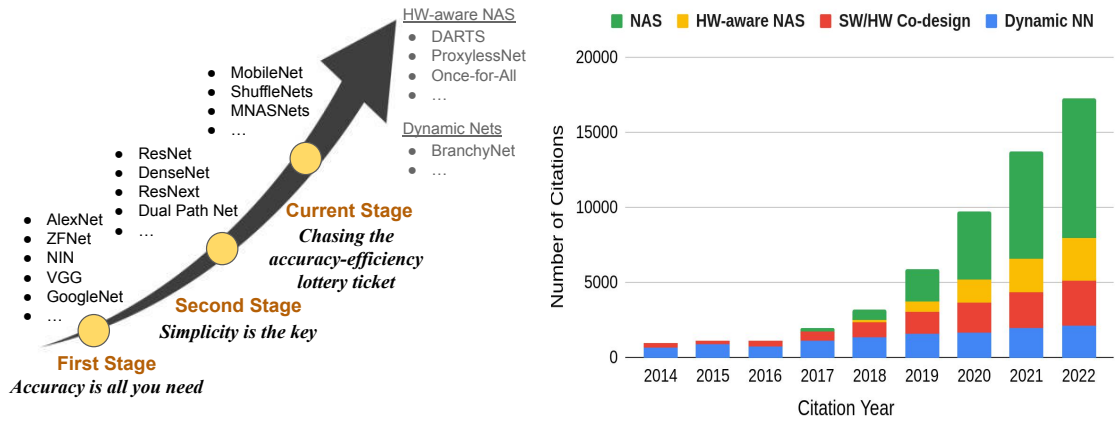 HW-aware NAS
● DARTS
● ProxylessNet
● Once-for-All
● …
Dynamic Nets
● BranchyNet
● …
● MobileNet
● ShuffleNets
● MNASNets
● …
● ResNet
● DenseNet
● ResNext
● Dual Path Net
● …
● AlexNet
● ZFNet
● NIN
● VGG
● GoogleNet
● …
Current Stage
Chasing the
accuracy-efficiency
lottery ticket
Second Stage
Simplicity is the key
First Stage
Accuracy is all you need
NAS HW-aware NAS SW/HW Co-design Dynamic NN
Number of Citations
20000
15000
10000
5000
0
2014 2015 2016 2017 2018 2019 2020 2021 2022
Citation Year